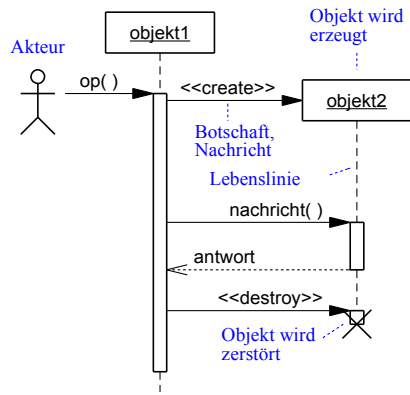 Objekt wird
erzeugt
objekt1
Akteur
op( )
<<create>>
objekt2
Botschaft,
Nachricht
Lebenslinie
nachricht( )
antwort
<<destroy>>
Objekt wird
zerstört